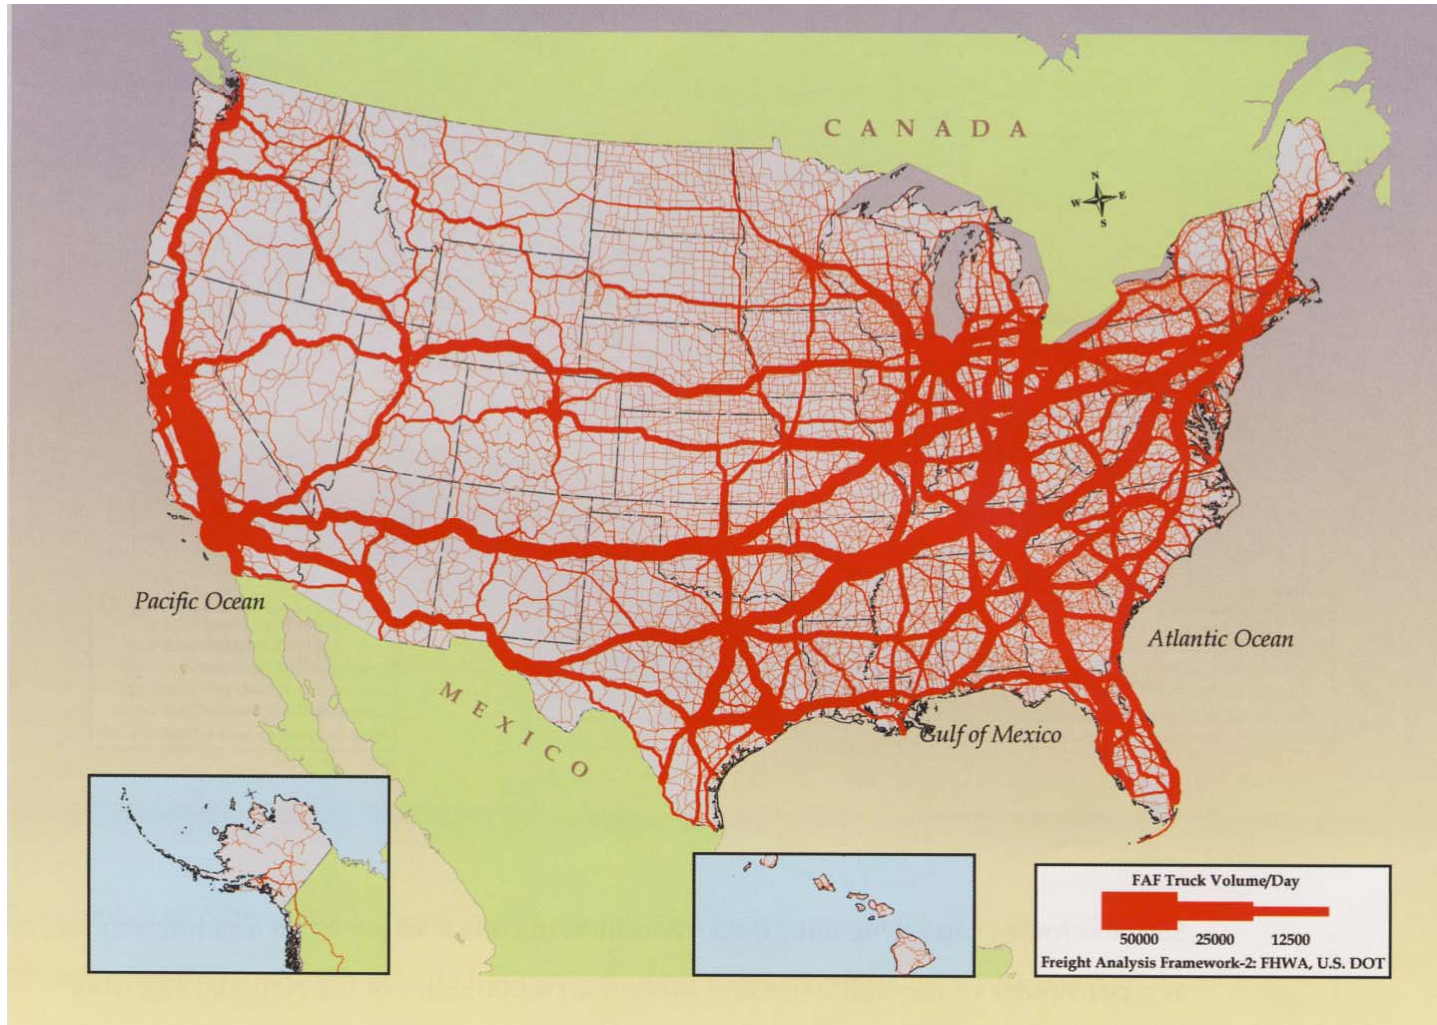 CANADA
N
W E
S
Pacific Ocean
Atlantic Ocean
MEXICO
Gulf of Mexico
FAF Truck Volume/Day
50000 25000 12500
Freight Analysis Framework-2: FHWA, U.S. DOT